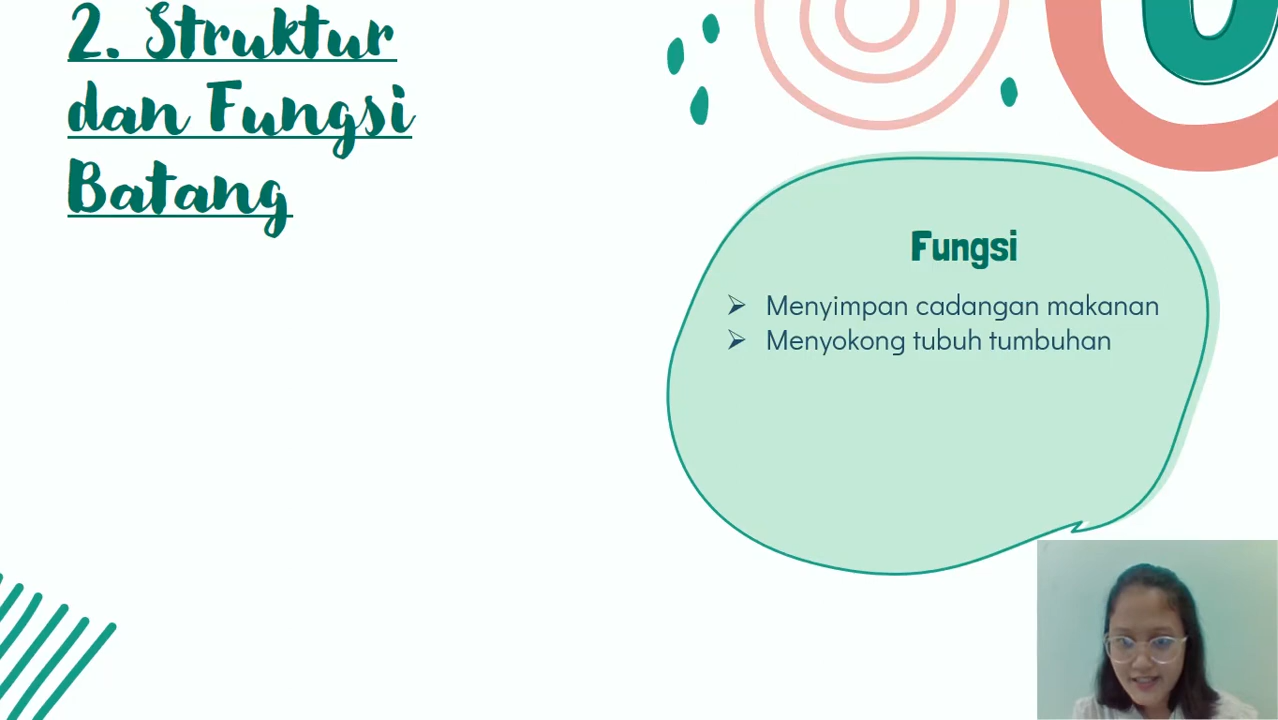 2. Struktur
dan Fungsi
Batang
Fungsi
➢ Menyimpan cadangan makanan
➢ Menyokong tubuh tumbuhan